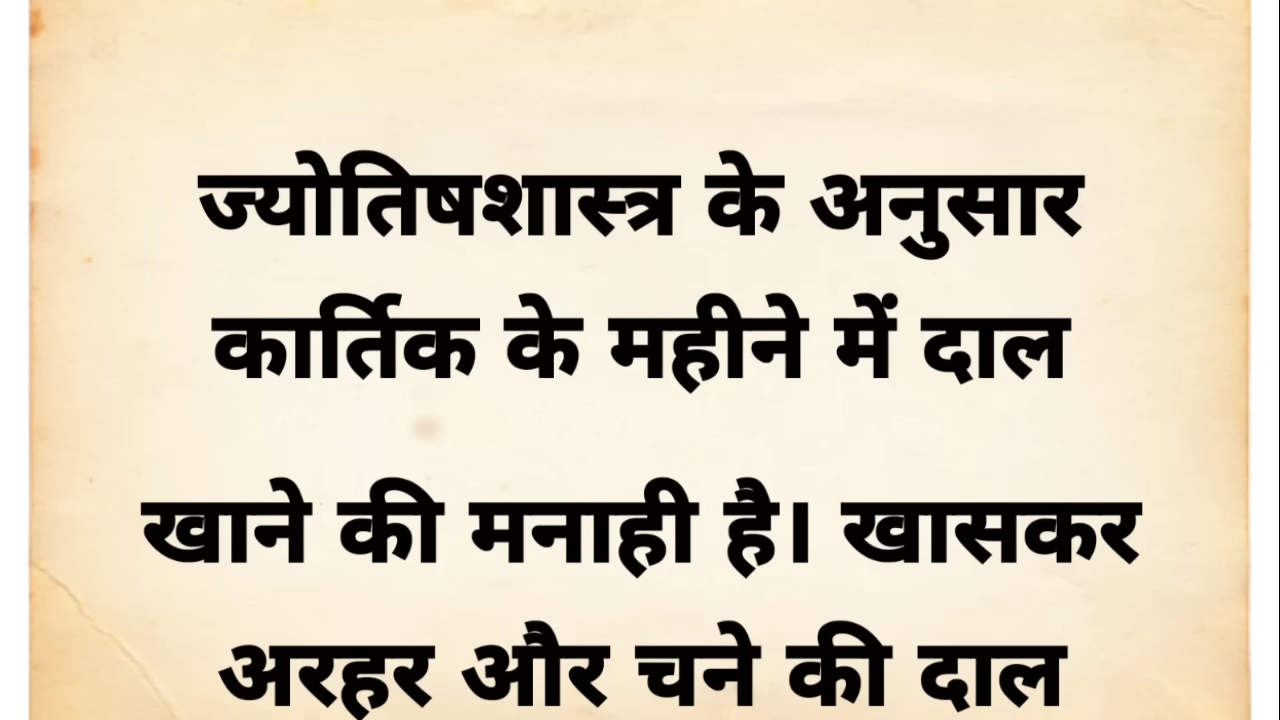 ज्योतिषशास्त्र के अनुसार
कार्तिक के महीने में दाल
खाने की मनाही है। खासकर
अरहर और चने की दाल